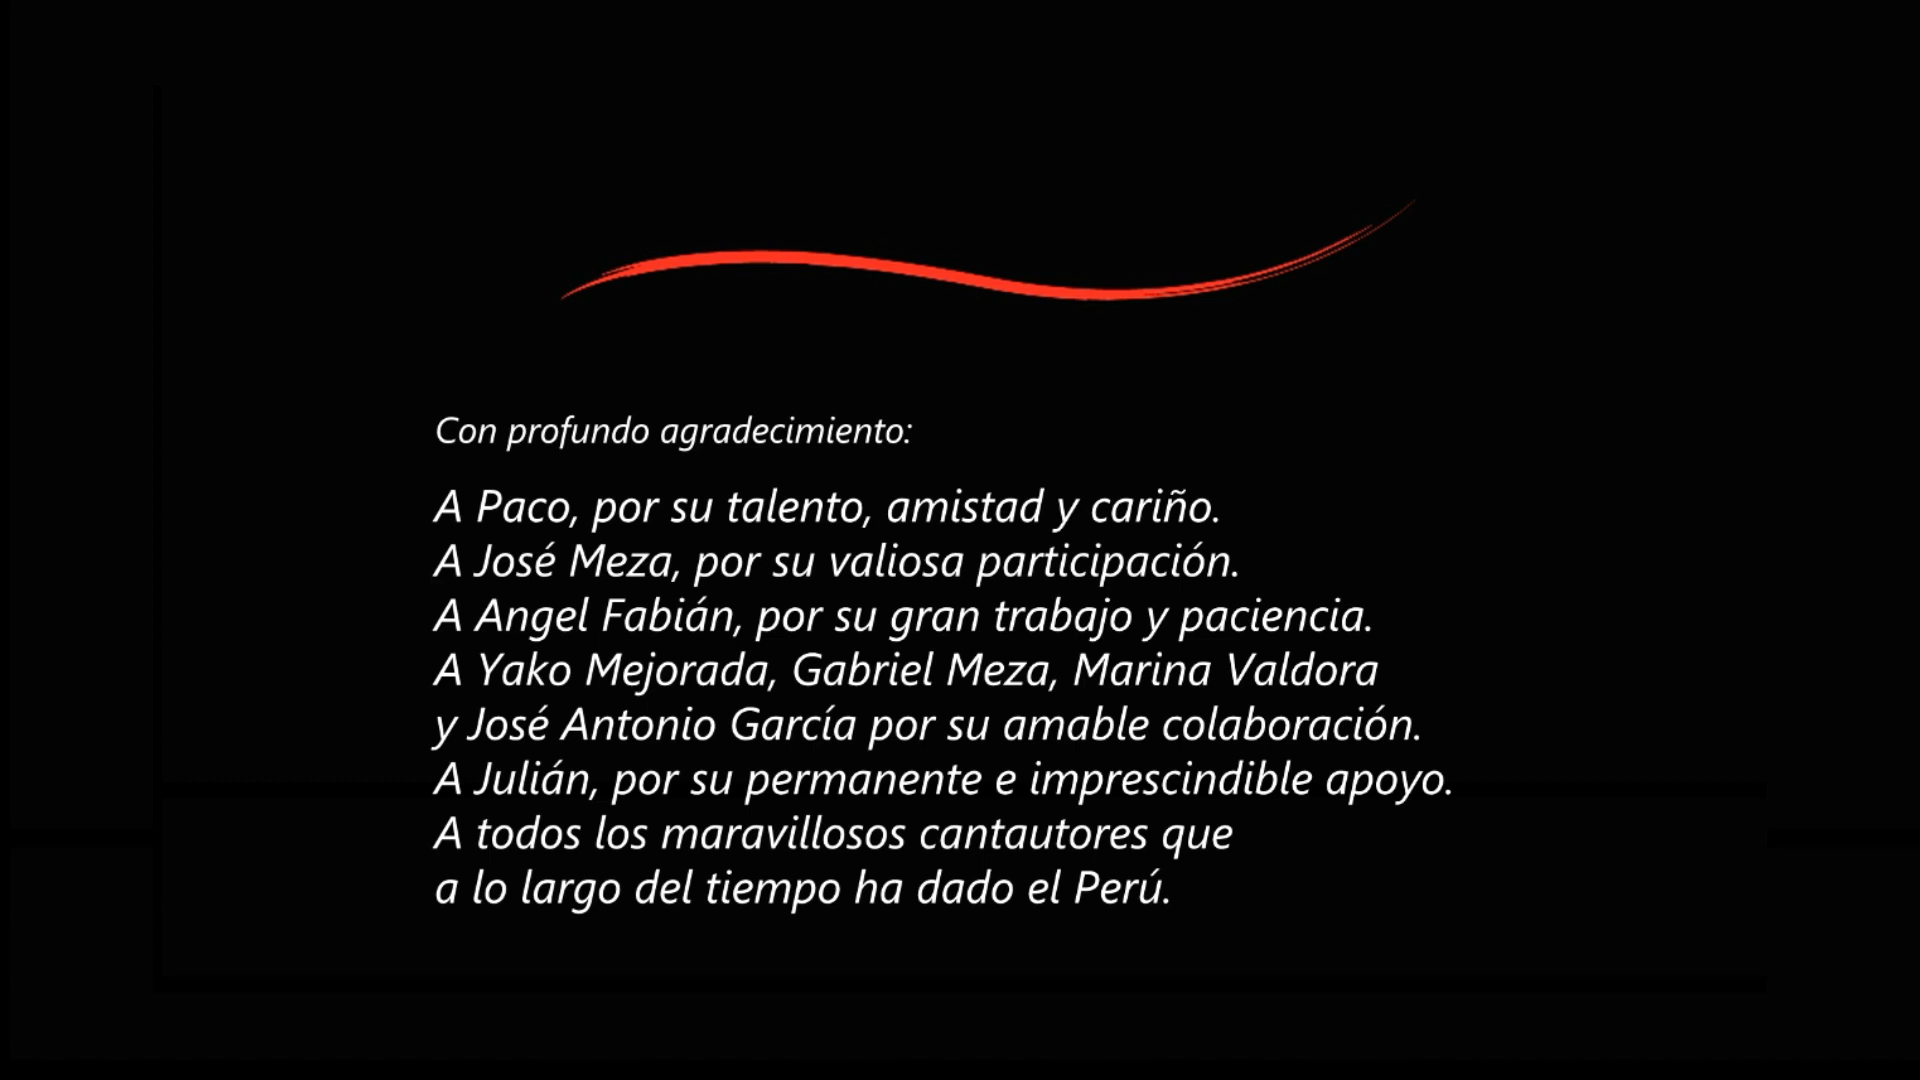 Con profundo agradecimiento:
A Paco, por su talento, amistad y cariño.
A José Meza, por su valiosa participación.
A Angel Fabián, por su gran trabajo y paciencia.
A Yako Mejorada, Gabriel Meza, Marina Valdora
y José Antonio García por su amable colaboración.
A Julián, por su permanente e imprescindible apoyo.
A todos los maravillosos cantautores que
a lo largo del tiempo ha dado el Perú.